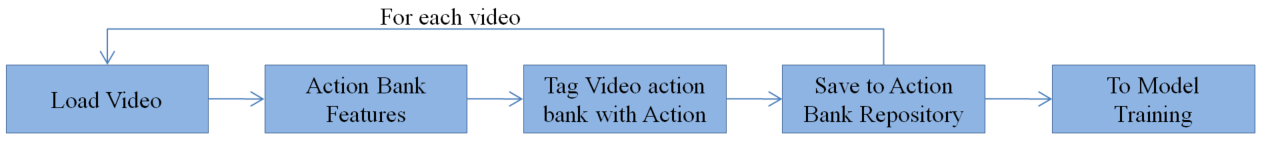 For each video
Load Video
Action Bank
Features
Tag Video action
bank with Action
Save to Action
Bank Repository
To Model
Training